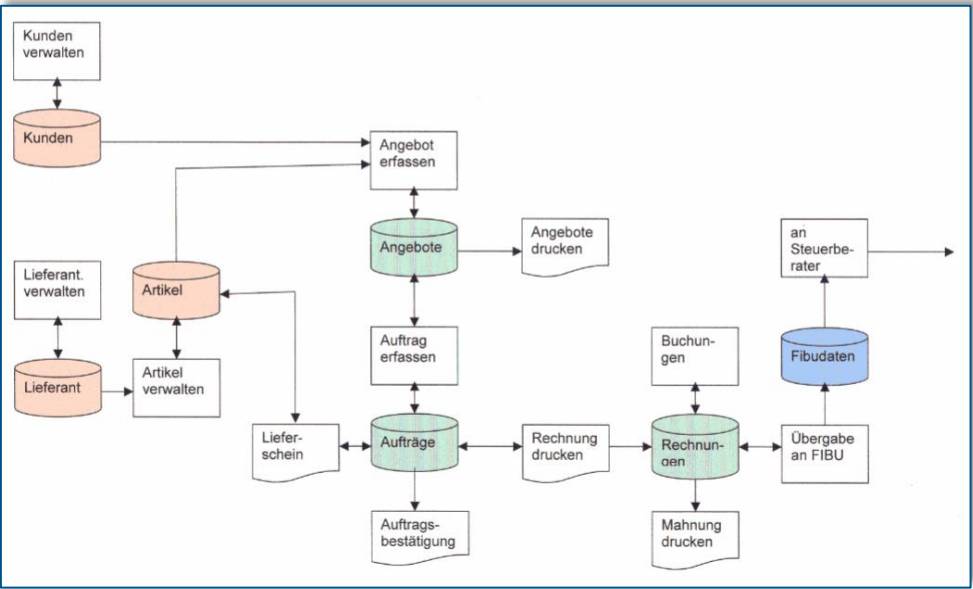 Kunden
verwalten
Kunden
Angebot
erfassen
Angebote
Angebote
drucken
an
Steuerbe-
rater
Lieferant.
verwalten
Artikel
Auftrag
erfassen
Buchun-
gen
Fibudaten
Lieferant
Artikel
verwalten
Liefer-
schein
Aufträge
Rechnung
drucken
Rechnun-
gen
Übergabe
an FIBU
Auftrags-
bestätigung
Mahnung
drucken